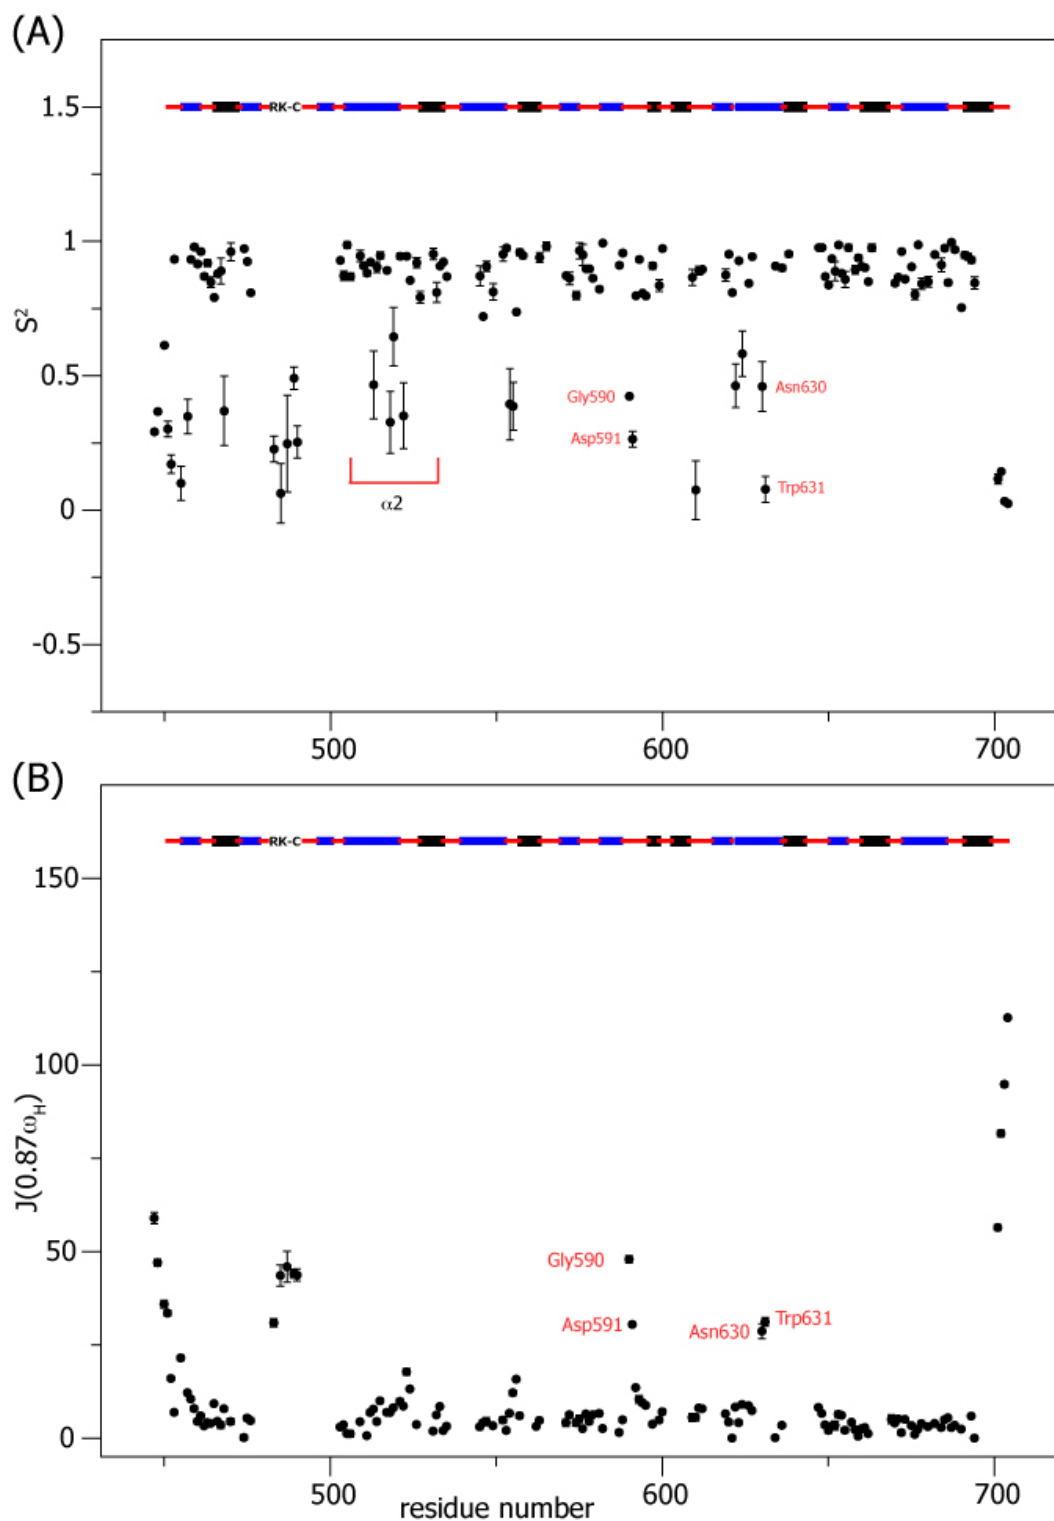 (A)
1.5
RK-C
1
S²
0.5
Gly590
Asn630
Asp591
Trp631
α2
0
-0.5
500
600
700
(B)
RK-C
150
100
J(0.87ωH)
50
Gly590
Asp591
Asn630
Trp631
0
500
600
700
residue number